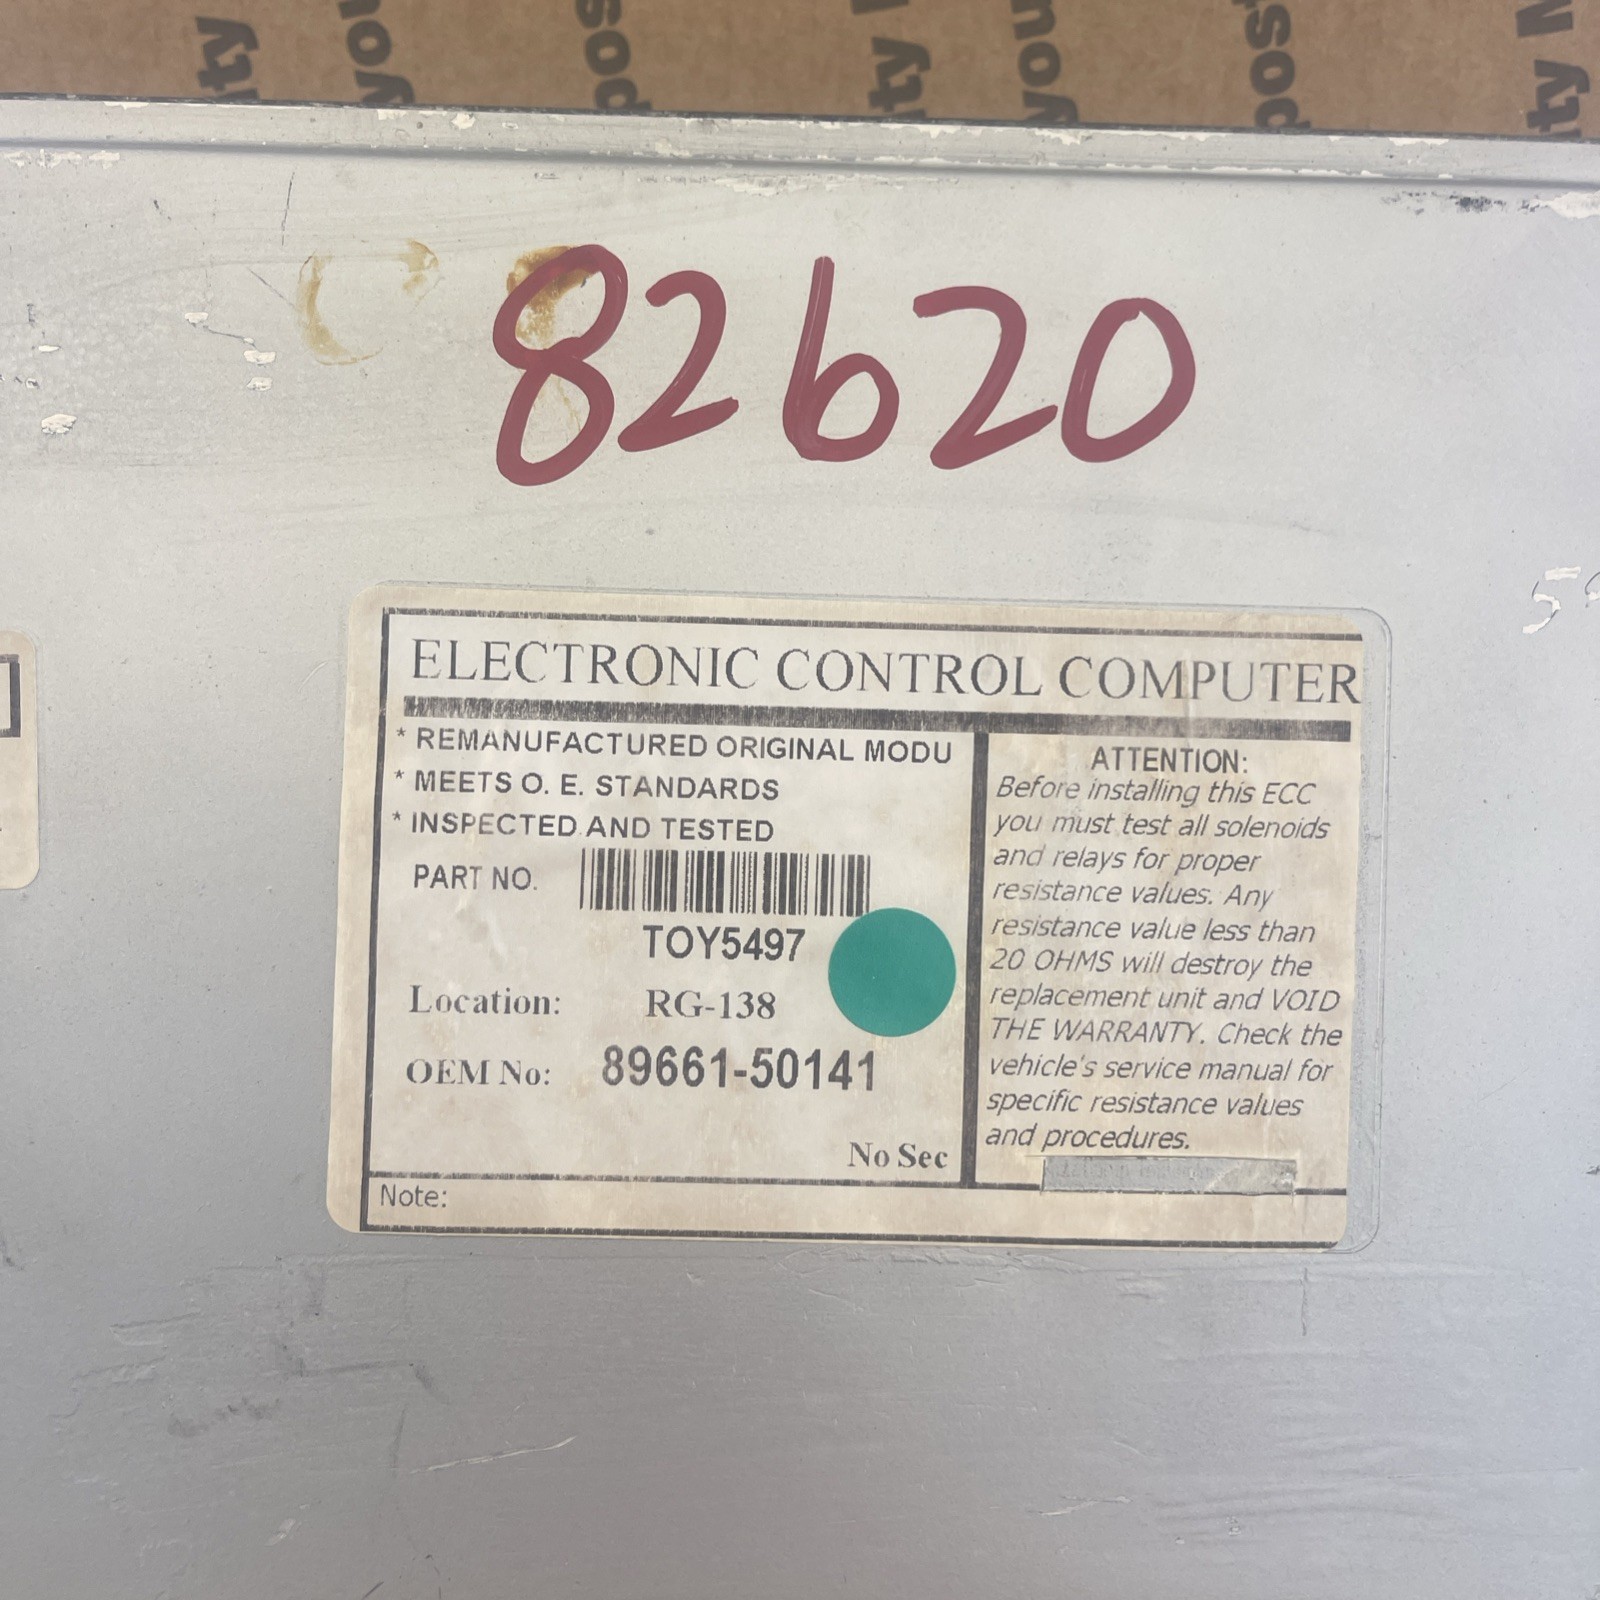 82620
ELECTRONIC CONTROL COMPUTER
* REMANUFACTURED ORIGINAL MODU
* MEETS O. E. STANDARDS
* INSPECTED AND TESTED
PART NO.
TOY5497
Location: RG-138
OEM No: 89661-50141
No Sec
ATTENTION:
Before installing this ECC
you must test all solenoids
and relays for proper
resistance values. Any
resistance value less than
20 OHMS will destroy the
replacement unit and VOID
THE WARRANTY. Check the
vehicle's service manual for
specific resistance values
and procedures.
Note: